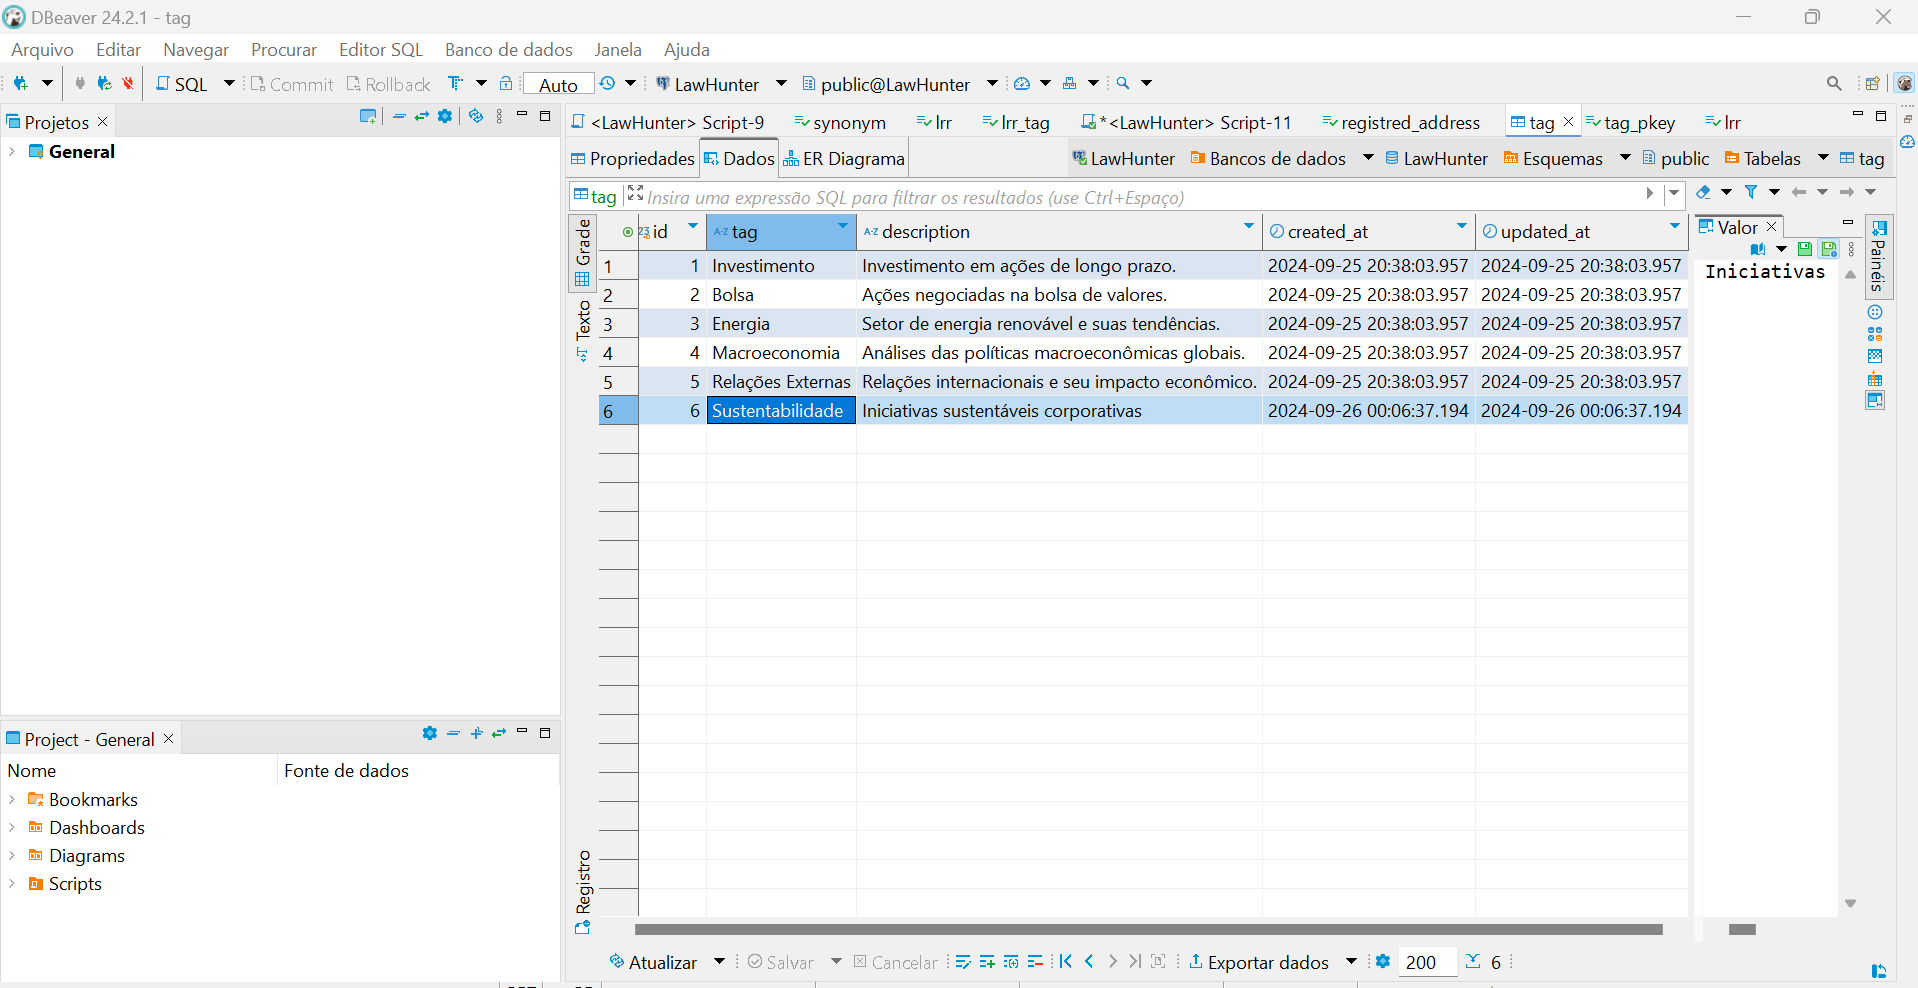 DBeaver 24.2.1 - tag
Arquivo Editar Navegar Procurar Editor SQL Banco de dados Janela Ajuda
SQL Commit Rollback Auto LawHunter public@LawHunter
Projetos
General
<LawHunter> Script-9 synonym lrr lrr_tag *<LawHunter> Script-11 registred_address tag tag_pkey lrr
Propriedades Dados ER Diagrama LawHunter Bancos de dados LawHunter Esquemas public Tabelas tag
tag Insira uma expressão SQL para filtrar os resultados (use Ctrl+Espaço)
Grade
Texto
Registro
123 id A-Z tag A-Z description created_at updated_at
1 1 Investimento Investimento em ações de longo prazo. 2024-09-25 20:38:03.957 2024-09-25 20:38:03.957
2 2 Bolsa Ações negociadas na bolsa de valores. 2024-09-25 20:38:03.957 2024-09-25 20:38:03.957
3 3 Energia Setor de energia renovável e suas tendências. 2024-09-25 20:38:03.957 2024-09-25 20:38:03.957
4 4 Macroeconomia Análises das políticas macroeconômicas globais. 2024-09-25 20:38:03.957 2024-09-25 20:38:03.957
5 5 Relações Externas Relações internacionais e seu impacto econômico. 2024-09-25 20:38:03.957 2024-09-25 20:38:03.957
6 6 Sustentabilidade Iniciativas sustentáveis corporativas 2024-09-26 00:06:37.194 2024-09-26 00:06:37.194
Valor
Iniciativas
Painéis
Project - General
Nome Fonte de dados
Bookmarks
Dashboards
Diagrams
Scripts
Atualizar Salvar Cancelar Exportar dados 200 6